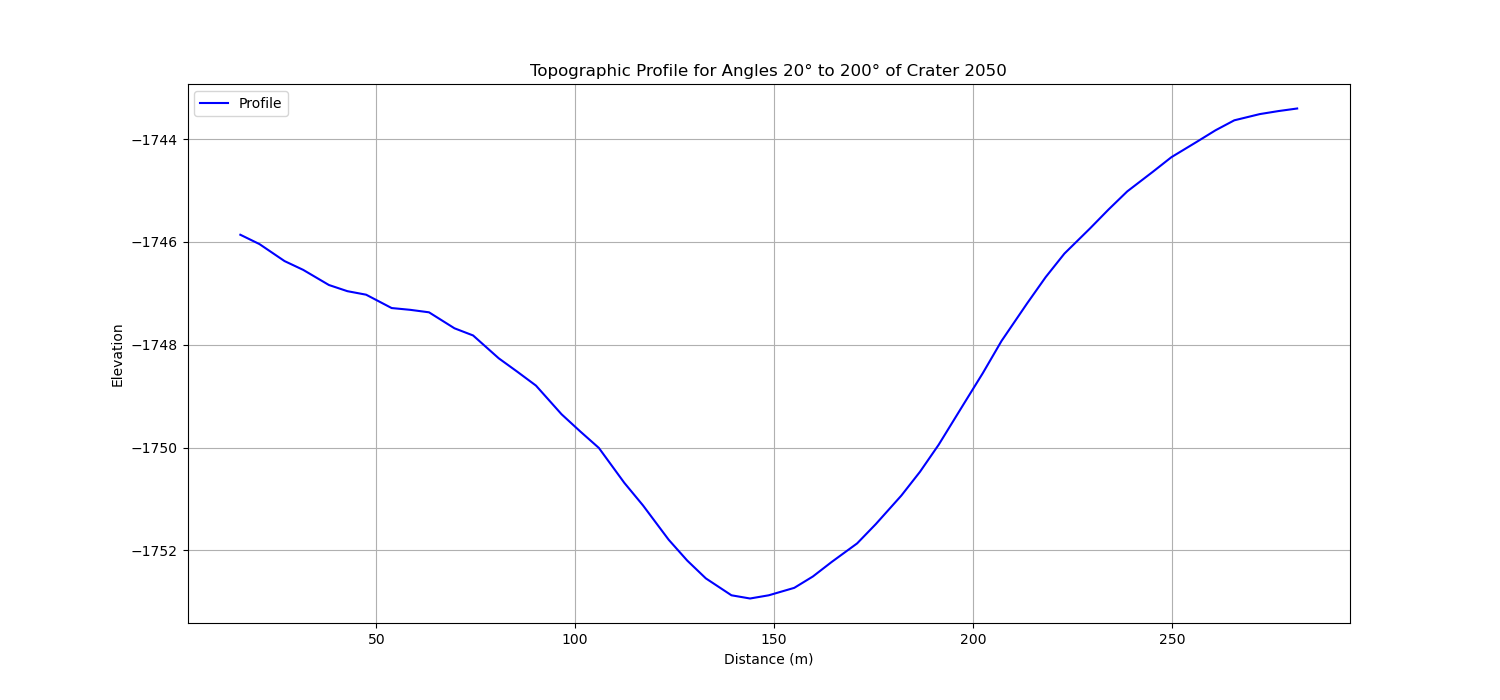 Topographic Profile for Angles 20° to 200° of Crater 2050
Profile
−1744
−1746
−1748
−1750
−1752
Elevation
50
100
150
200
250
Distance (m)